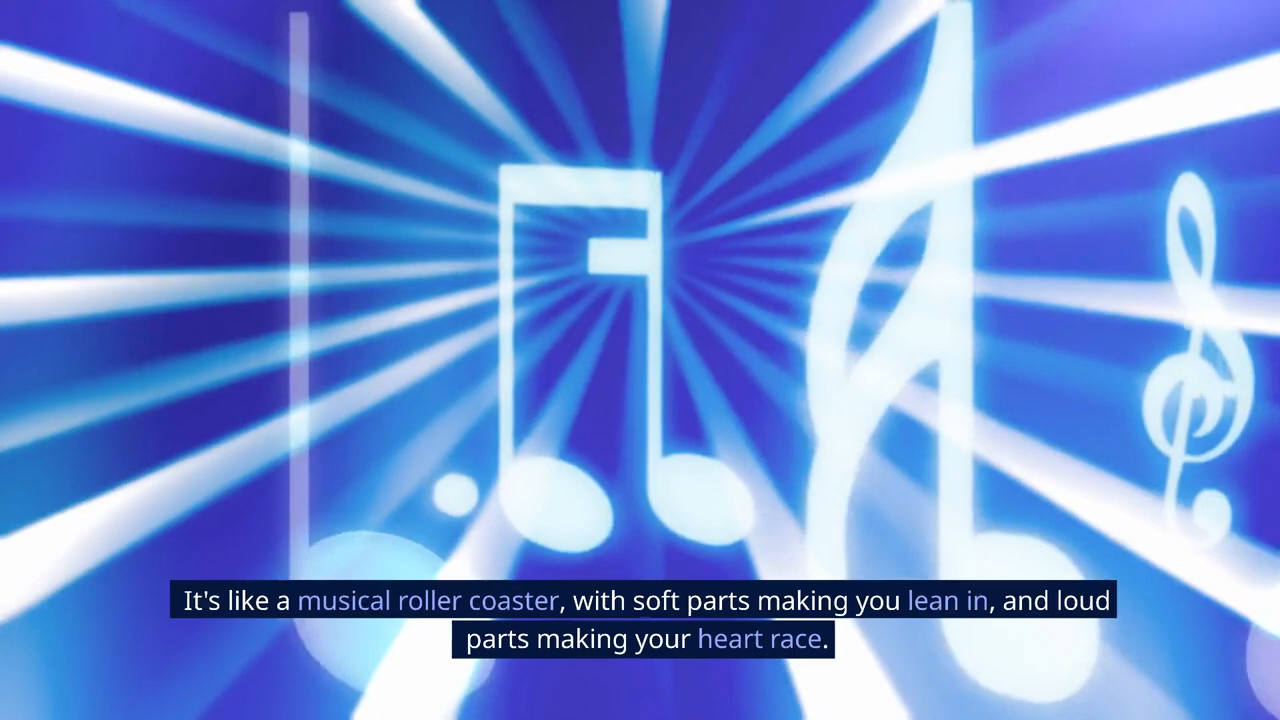 It's like a musical roller coaster, with soft parts making you lean in, and loud
parts making your heart race.